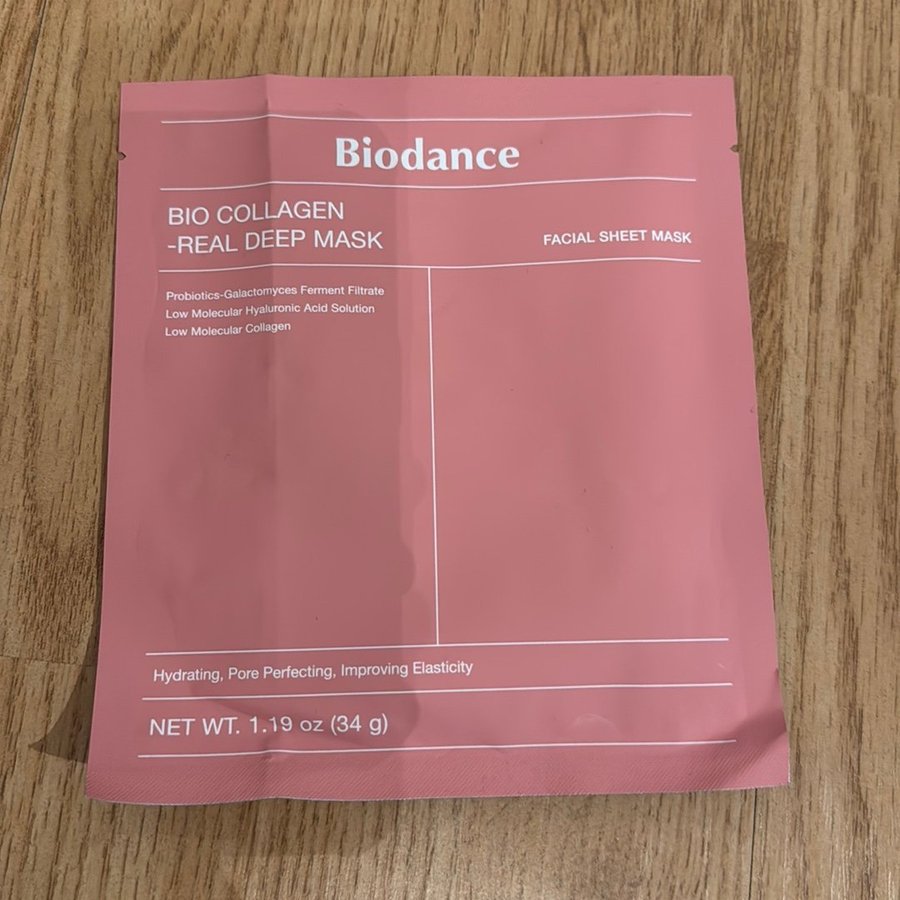 Biodance
BIO COLLAGEN
-REAL DEEP MASK
FACIAL SHEET MASK
Probiotics-Galactomyces Ferment Filtrate
Low Molecular Hyaluronic Acid Solution
Low Molecular Collagen
Hydrating, Pore Perfecting, Improving Elasticity
NET WT. 1.19 oz (34 g)